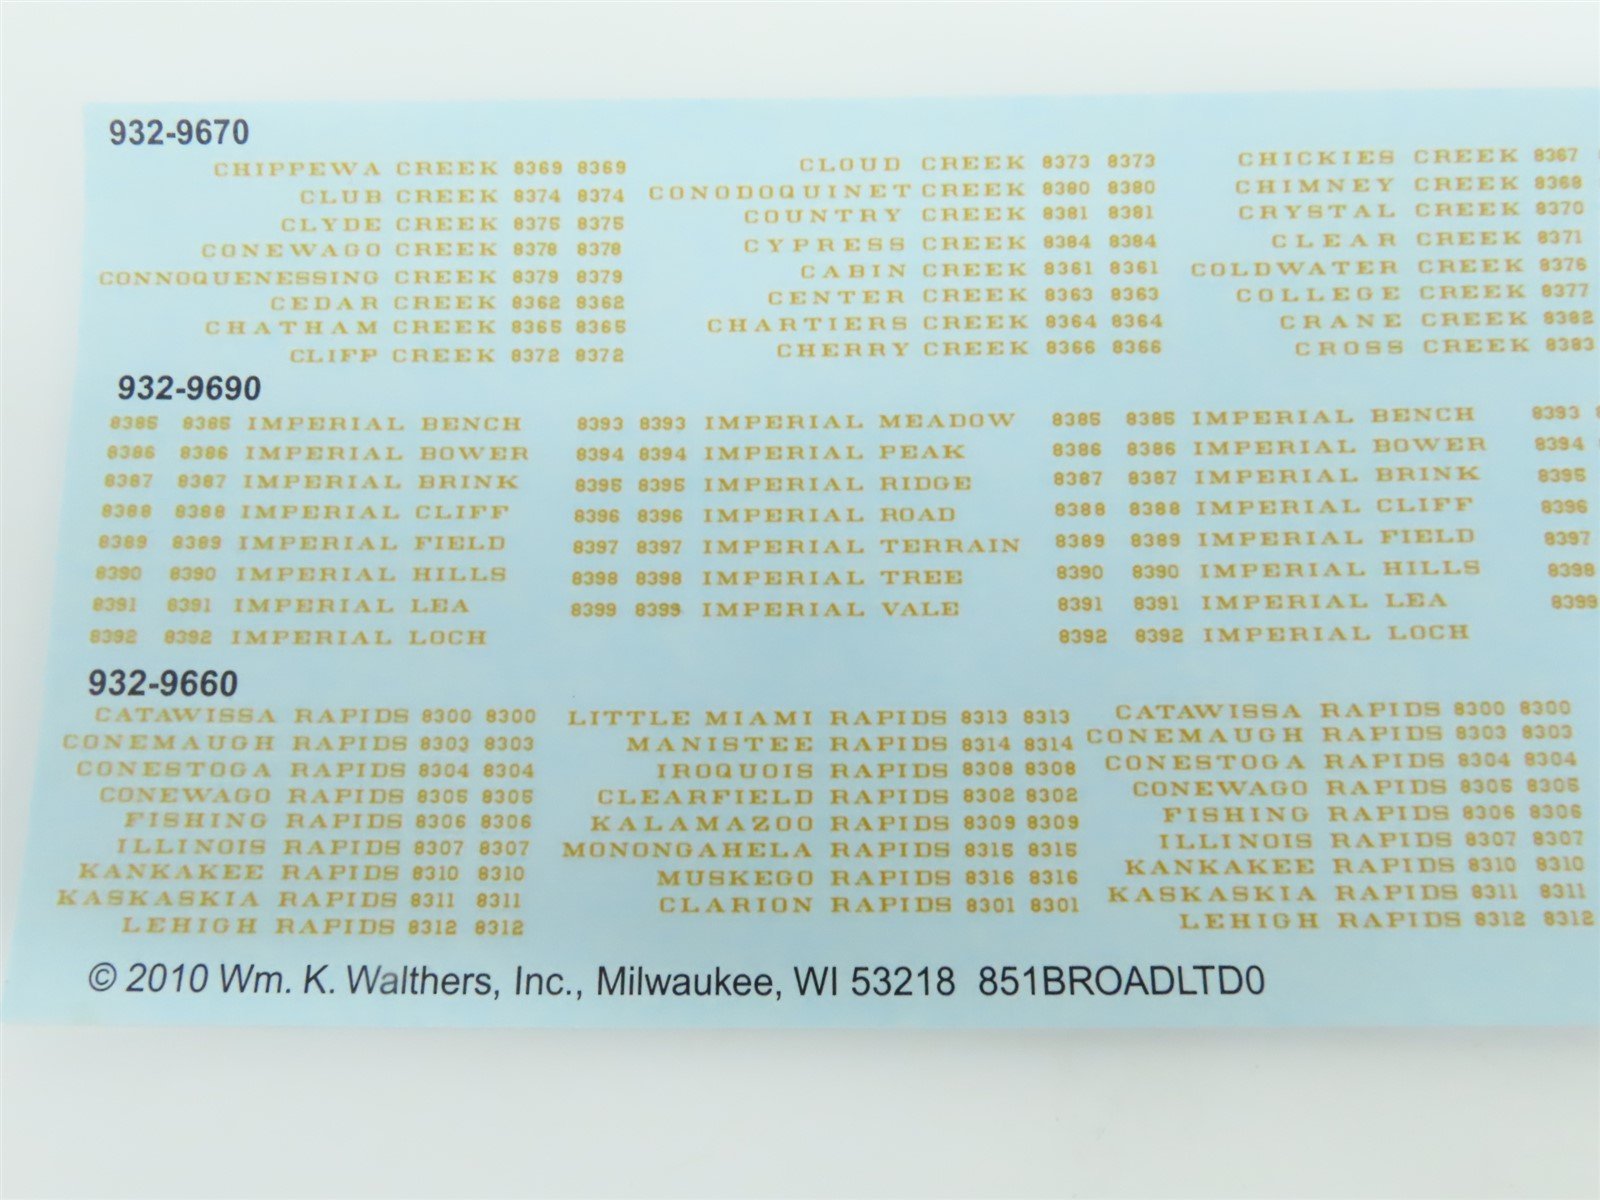 932-9670
CHIPPEWA CREEK 8369 8369 CLOUD CREEK 8373 8373 CHICKIES CREEK 8367
CLUB CREEK 8374 8374 CONODOQUINET CREEK 8380 8380 CHIMNEY CREEK 8368
CLYDE CREEK 8375 8375 COUNTRY CREEK 8381 8381 CRYSTAL CREEK 8370
CONEWAGO CREEK 8378 8378 CYPRESS CREEK 8384 8384 CLEAR CREEK 8371
CONNOQUENESSING CREEK 8379 8379 CABIN CREEK 8361 8361 COLDWATER CREEK 8376
CEDAR CREEK 8362 8362 CENTER CREEK 8363 8363 COLLEGE CREEK 8377
CHATHAM CREEK 8365 8365 CHARTIERS CREEK 8364 8364 CRANE CREEK 8382
CLIFF CREEK 8372 8372 CHERRY CREEK 8366 8366 CROSS CREEK 8383
932-9690
8385 8385 IMPERIAL BENCH 8393 8393 IMPERIAL MEADOW 8385 8385 IMPERIAL BENCH 8393
8386 8386 IMPERIAL BOWER 8394 8394 IMPERIAL PEAK 8386 8386 IMPERIAL BOWER 8394
8387 8387 IMPERIAL BRINK 8395 8395 IMPERIAL RIDGE 8387 8387 IMPERIAL BRINK 8395
8388 8388 IMPERIAL CLIFF 8396 8396 IMPERIAL ROAD 8388 8388 IMPERIAL CLIFF 8396
8389 8389 IMPERIAL FIELD 8397 8397 IMPERIAL TERRAIN 8389 8389 IMPERIAL FIELD 8397
8390 8390 IMPERIAL HILLS 8398 8398 IMPERIAL TREE 8390 8390 IMPERIAL HILLS 8398
8391 8391 IMPERIAL LEA 8399 8399 IMPERIAL VALE 8391 8391 IMPERIAL LEA 8399
8392 8392 IMPERIAL LOCH 8392 8392 IMPERIAL LOCH
932-9660
CATAWISSA RAPIDS 8300 8300 LITTLE MIAMI RAPIDS 8313 8313 CATAWISSA RAPIDS 8300 8300
CONEMAUGH RAPIDS 8303 8303 MANISTEE RAPIDS 8314 8314 CONEMAUGH RAPIDS 8303 8303
CONESTOGA RAPIDS 8304 8304 IROQUOIS RAPIDS 8308 8308 CONESTOGA RAPIDS 8304 8304
CONEWAGO RAPIDS 8305 8305 CLEARFIELD RAPIDS 8302 8302 CONEWAGO RAPIDS 8305 8305
FISHING RAPIDS 8306 8306 KALAMAZOO RAPIDS 8309 8309 FISHING RAPIDS 8306 8306
ILLINOIS RAPIDS 8307 8307 MONONGAHELA RAPIDS 8315 8315 ILLINOIS RAPIDS 8307 8307
KANKAKEE RAPIDS 8310 8310 MUSKEGO RAPIDS 8316 8316 KANKAKEE RAPIDS 8310 8310
KASKASKIA RAPIDS 8311 8311 CLARION RAPIDS 8301 8301 KASKASKIA RAPIDS 8311 8311
LEHIGH RAPIDS 8312 8312 LEHIGH RAPIDS 8312 8312
© 2010 Wm. K. Walthers, Inc., Milwaukee, WI 53218 851BROADLTD0